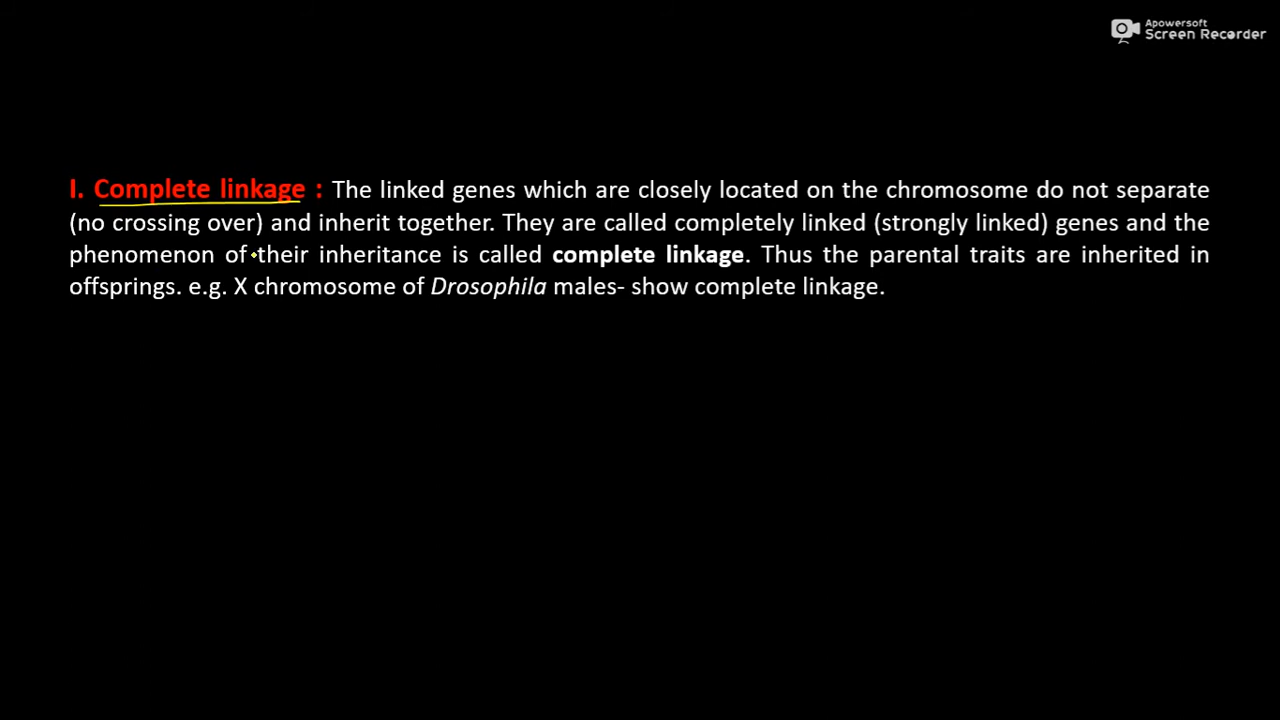 Apowersoft
Screen Recorder
I. Complete linkage : The linked genes which are closely located on the chromosome do not separate
(no crossing over) and inherit together. They are called completely linked (strongly linked) genes and the
phenomenon of their inheritance is called complete linkage. Thus the parental traits are inherited in
offsprings. e.g. X chromosome of Drosophila males- show complete linkage.